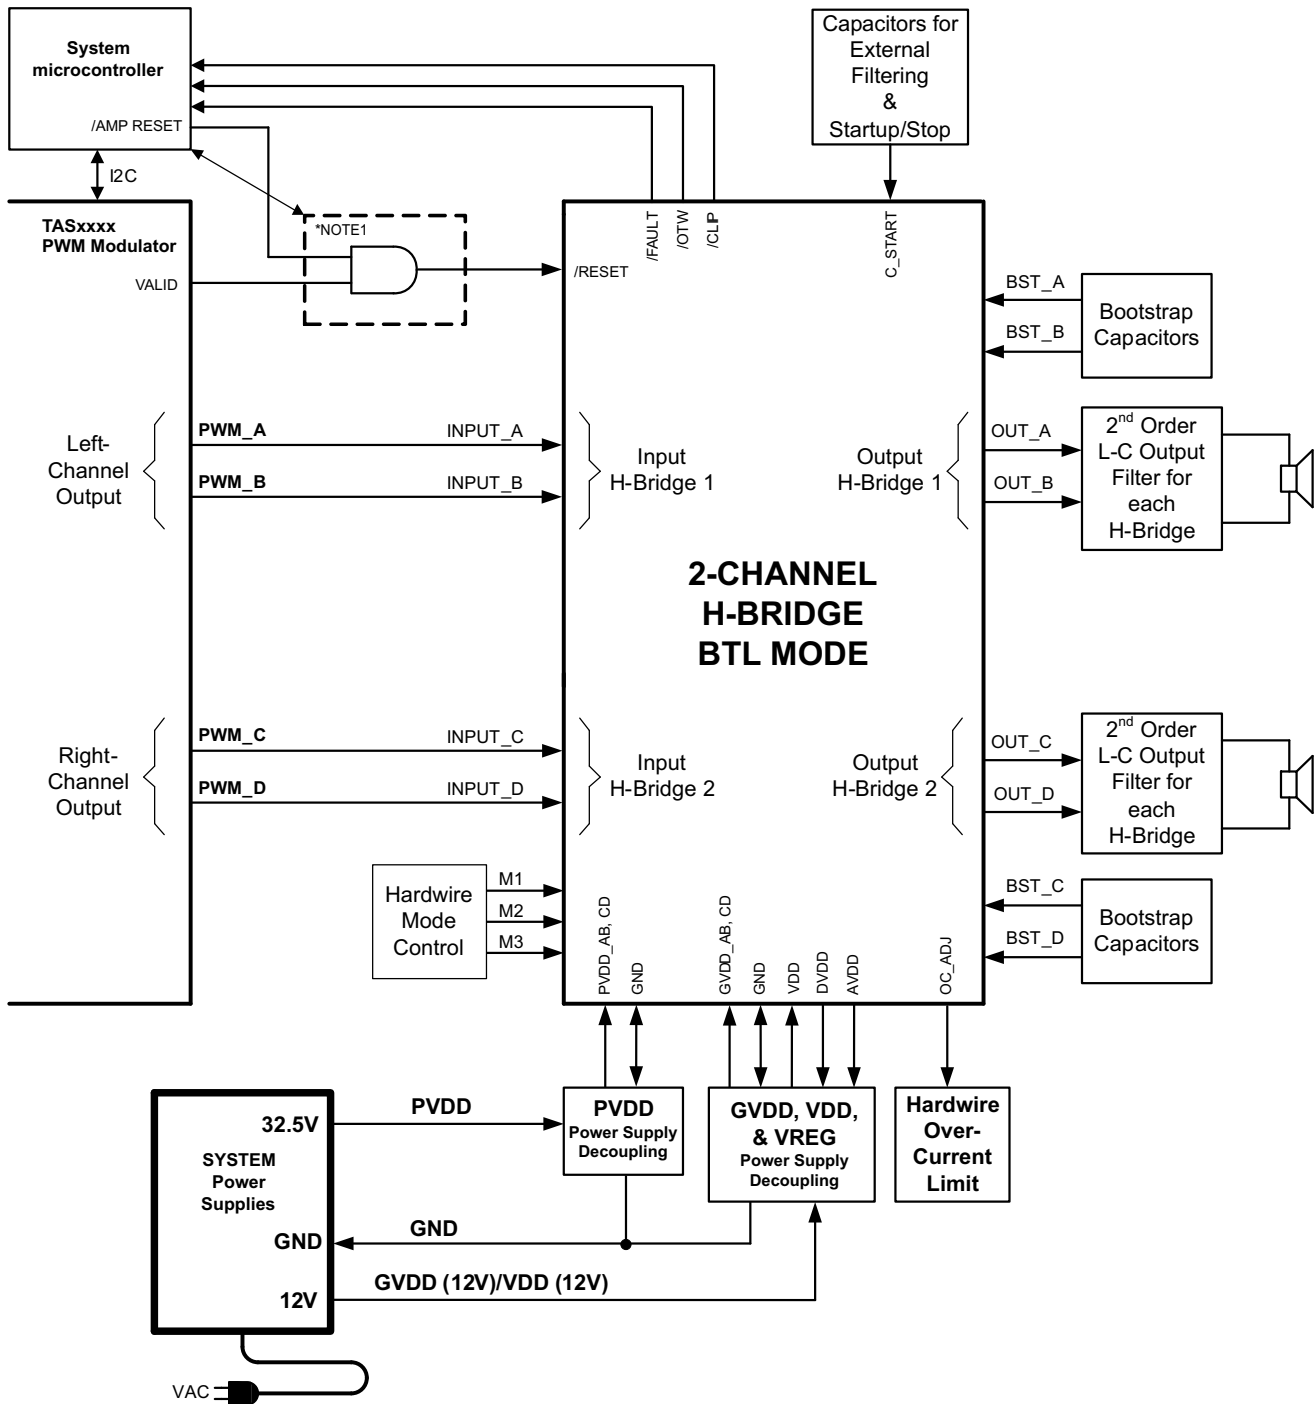 System
microcontroller
/AMP RESET
I2C
Capacitors for
External
Filtering
&
Startup/Stop
TASxxxx
PWM Modulator
VALID
*NOTE1
/RESET
/FAULT
/OTW
/CLIP
C_START
BST_A
BST_B
Bootstrap
Capacitors
Left-
Channel
Output
PWM_A
PWM_B
INPUT_A
INPUT_B
Input
H-Bridge 1
Output
H-Bridge 1
OUT_A
OUT_B
2nd Order
L-C Output
Filter for
each
H-Bridge
2-CHANNEL
H-BRIDGE
BTL MODE
Right-
Channel
Output
PWM_C
PWM_D
INPUT_C
INPUT_D
Input
H-Bridge 2
Output
H-Bridge 2
OUT_C
OUT_D
2nd Order
L-C Output
Filter for
each
H-Bridge
Hardwire
Mode
Control
M1
M2
M3
BST_C
BST_D
Bootstrap
Capacitors
PVDD_AB, CD
GND
GVDD_AB, CD
GND
VDD
DVDD
AVDD
OC_ADJ
32.5V
SYSTEM
Power
Supplies
GND
12V
PVDD
PVDD
Power Supply
Decoupling
GVDD, VDD,
& VREG
Power Supply
Decoupling
Hardwire
Over-
Current
Limit
GND
GVDD (12V)/VDD (12V)
VAC